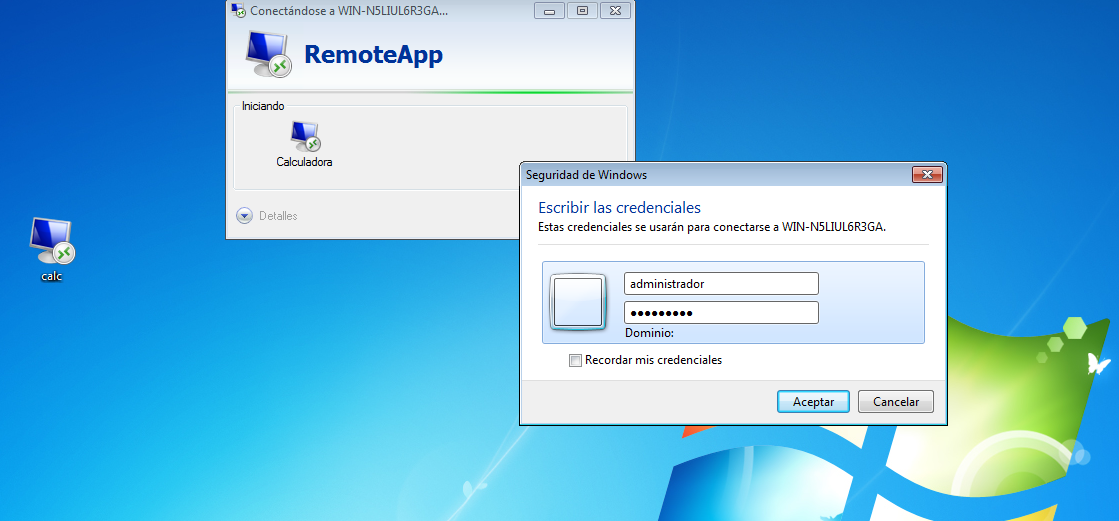 Conectándose a WIN-N5LIUL6R3GA...
RemoteApp
Iniciando
Calculadora
Detalles
calc
Seguridad de Windows
Escribir las credenciales
Estas credenciales se usarán para conectarse a WIN-N5LIUL6R3GA.
administrador
●●●●●●●●●
Dominio:
Recordar mis credenciales
Aceptar
Cancelar